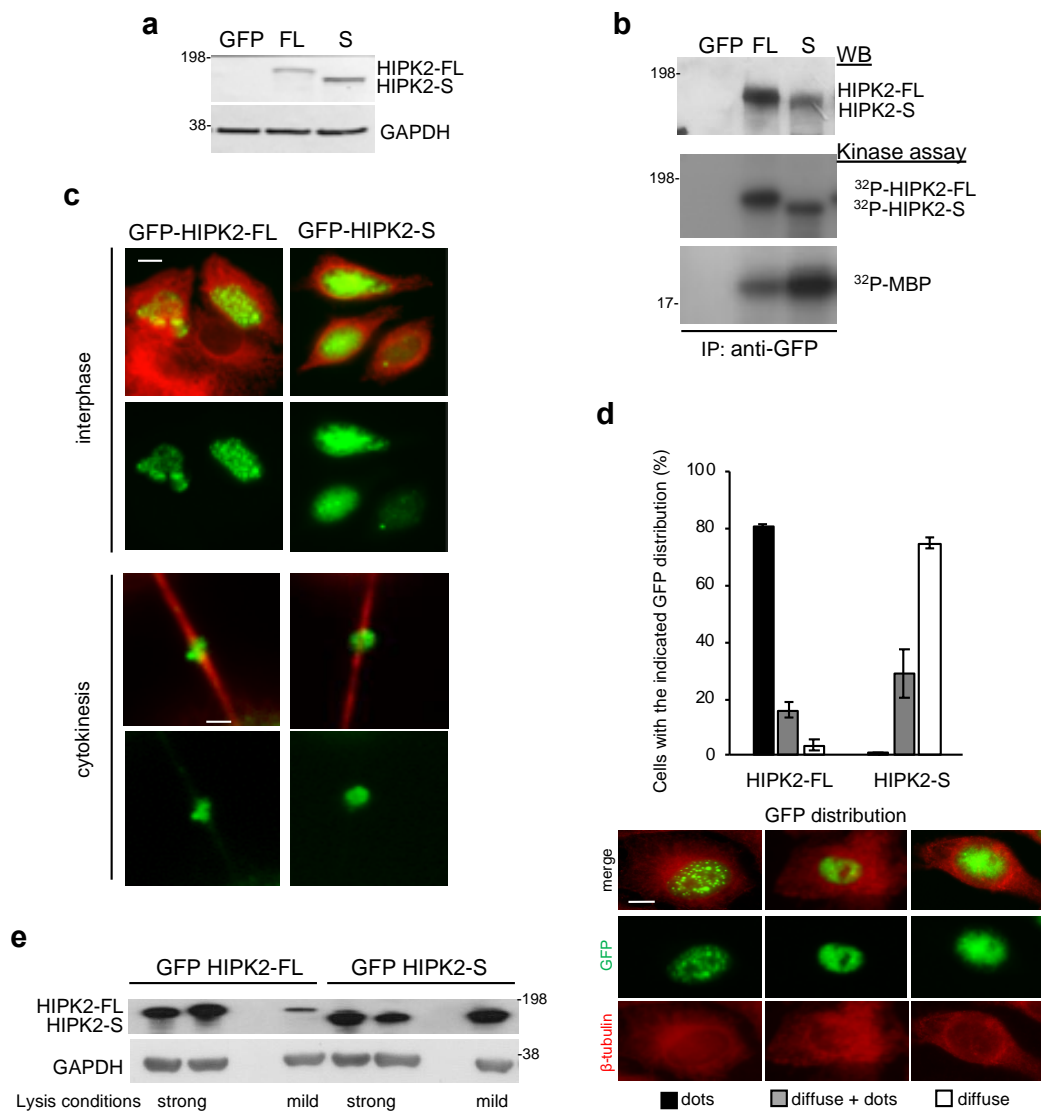 a
GFP FL S
198-
HIPK2-FL
HIPK2-S
38-
GAPDH
b
GFP FL S
WB
198-
HIPK2-FL
HIPK2-S
Kinase assay
198-
32P-HIPK2-FL
32P-HIPK2-S
32P-MBP
17-
IP: anti-GFP
c
GFP-HIPK2-FL GFP-HIPK2-S
interphase
cytokinesis
d
Cells with the indicated GFP distribution (%)
100
80
60
40
20
0
HIPK2-FL HIPK2-S
GFP distribution
merge
GFP
β-tubulin
dots diffuse + dots diffuse
e
GFP HIPK2-FL GFP HIPK2-S
HIPK2-FL
HIPK2-S
-198
GAPDH
-38
Lysis conditions strong mild strong mild